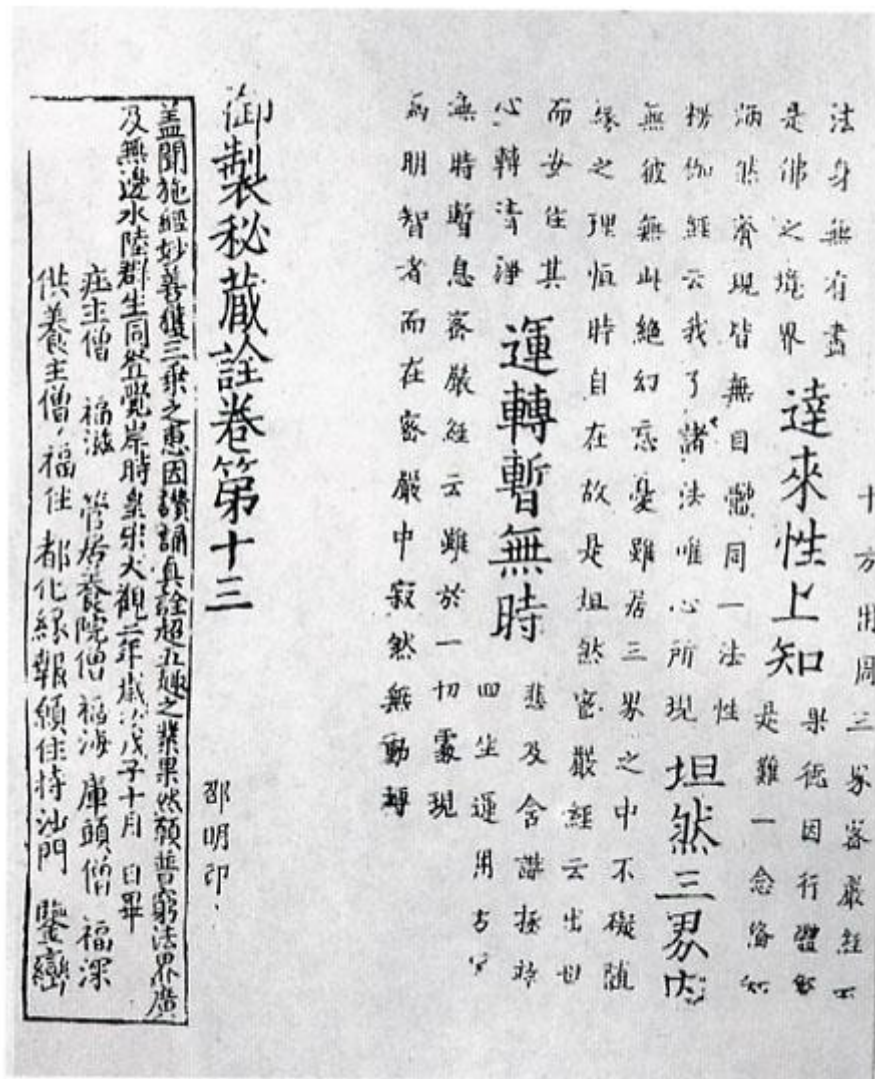 十方用周三界密嚴經云
法身無有盡
是佛之境界
達來性上知
果德因行體
是雖一念皆知
炳然齊現皆無自體同一法性
楞伽經云我了諸法唯心所現
坦然三界内
無彼無此絕幻忘憂雖居三界之中不礙隨
緣之理恒時自在故是坦然密嚴經云出世
而安住其
心轉清淨
運轉暫無時
悲及含識拯時
四生運用方
無時暫息密嚴經云雖於一切處現
為明智者而在密嚴中寂然無動轉
御製秘藏詮卷第十三
邵明印
盖聞施經妙善獲三乘之惠因讚誦真詮超五趣之業果然願普窮法界廣
及無邊水陸群生同登覺岸時皇宋大觀二年歲次戊子十月 日畢
庄主僧 福滋 管居養院僧 福海 庫頭僧 福深
供養主僧 福住 都化緣報願住持沙門 鑒巒